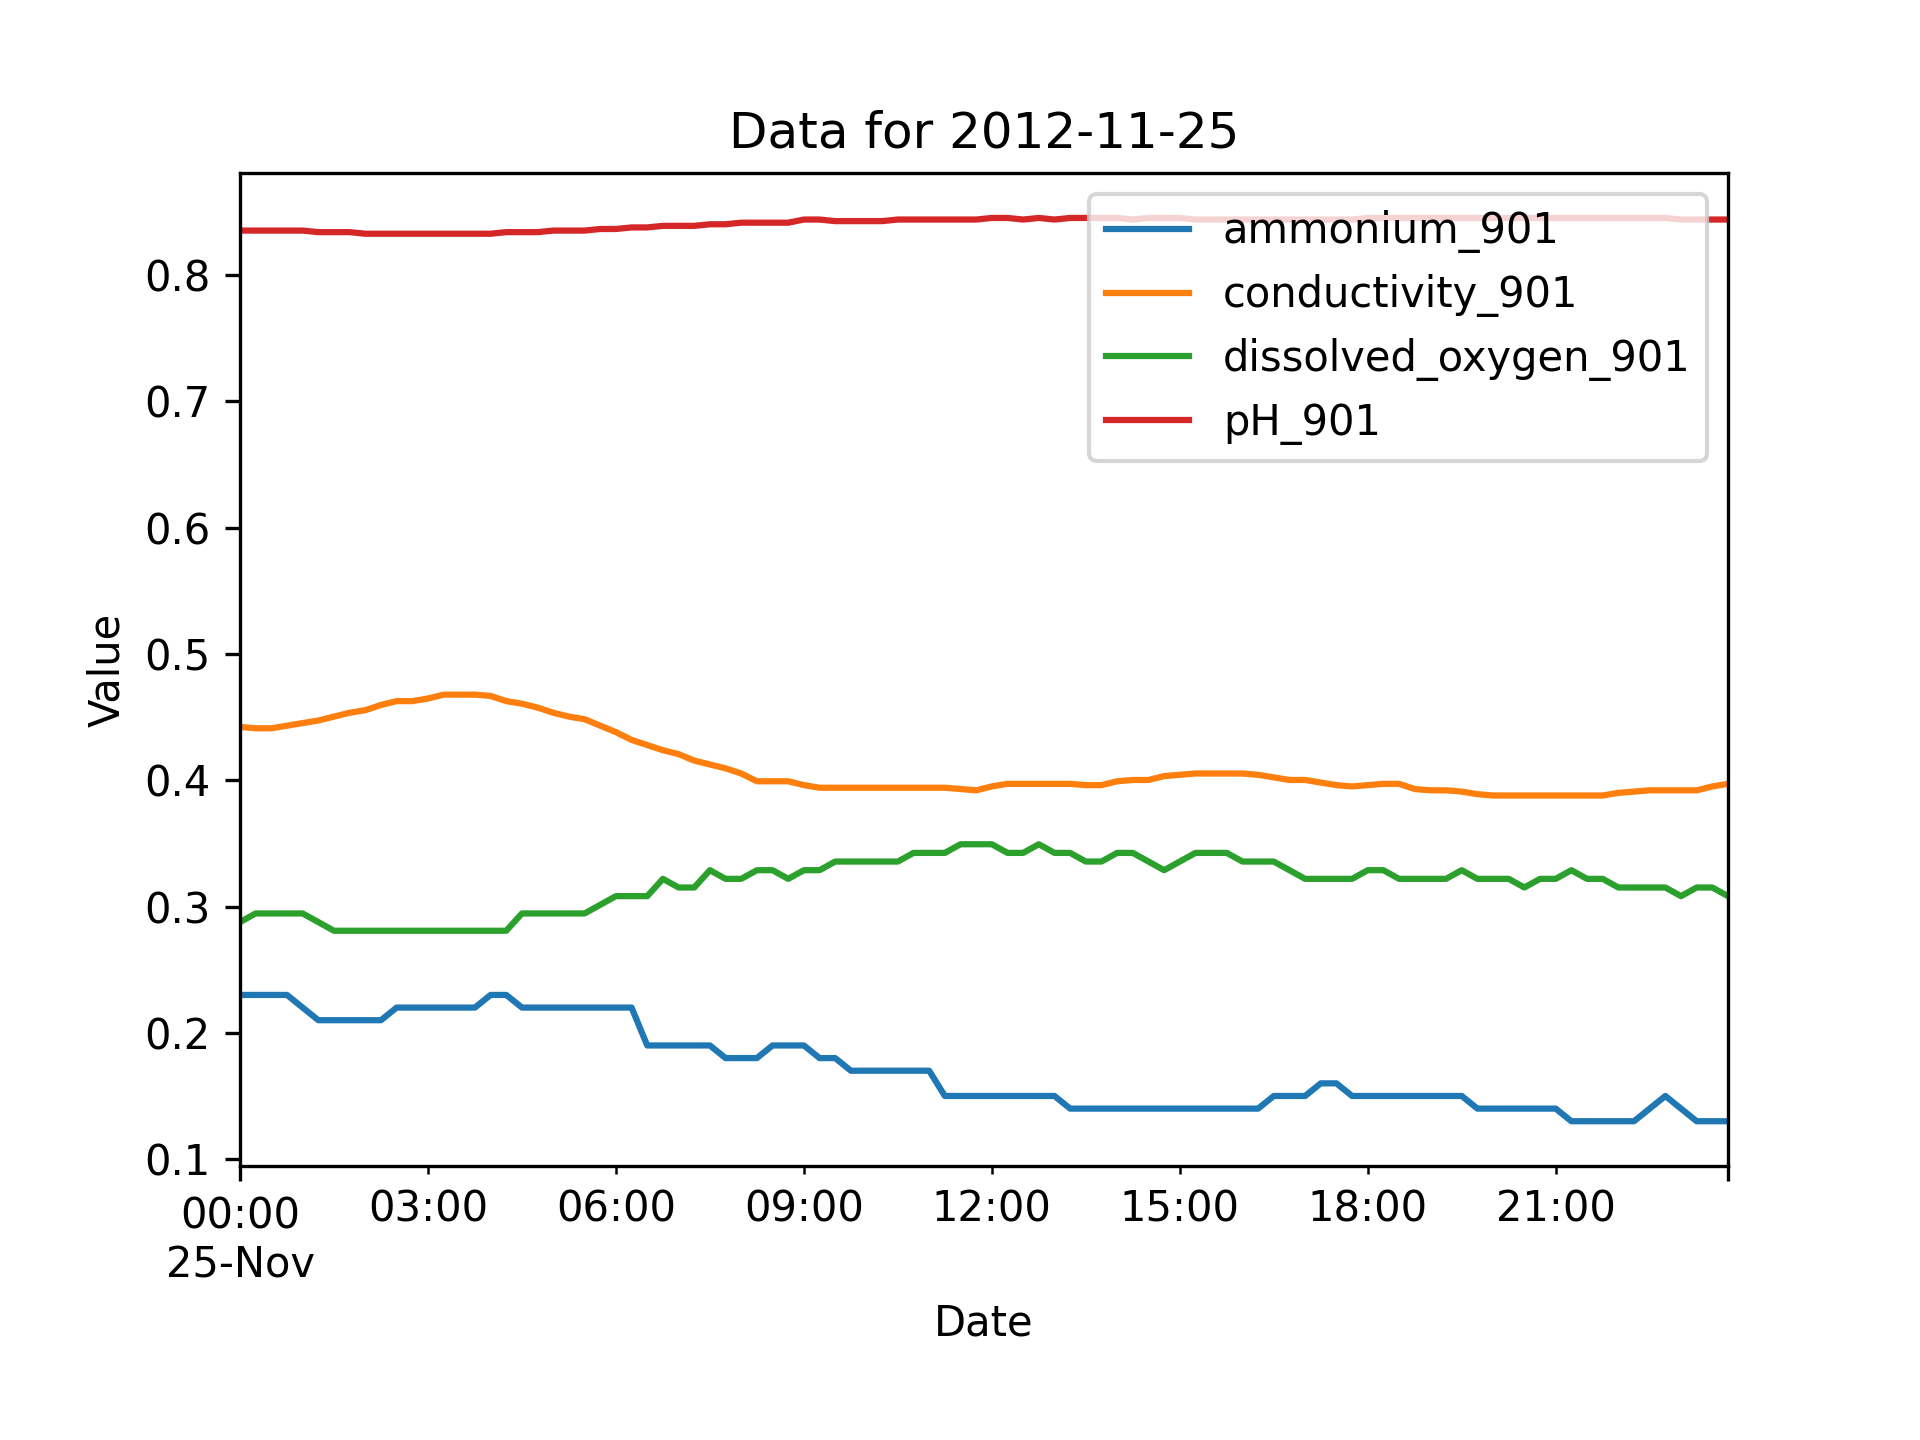 Data for 2012-11-25
ammonium_901
conductivity_901
dissolved_oxygen_901
pH_901
0.8
0.7
0.6
0.5
0.4
0.3
0.2
0.1
Value
00:00 03:00 06:00 09:00 12:00 15:00 18:00 21:00
25-Nov
Date